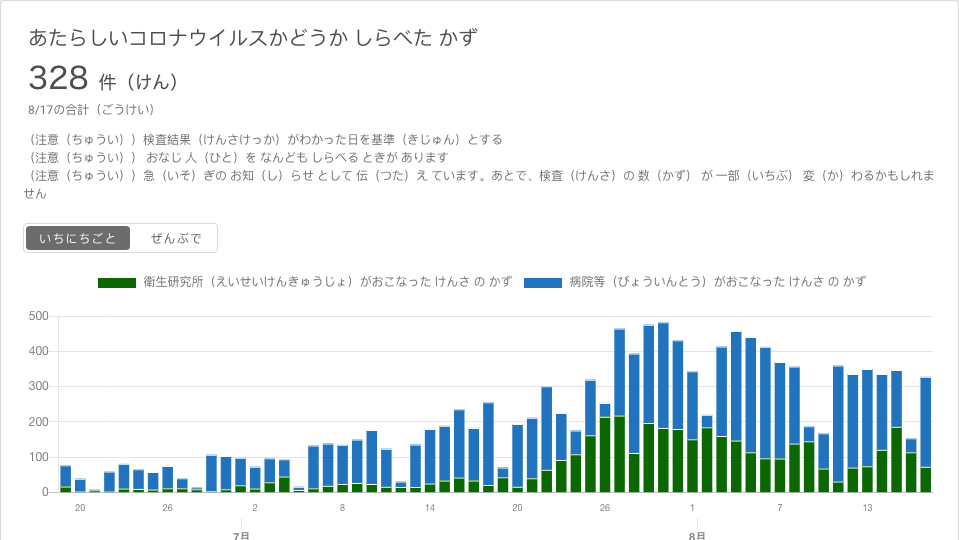 あたらしいコロナウイルスかどうか しらべた かず
328 件（けん）
8/17の合計（ごうけい）
（注意（ちゅうい））検査結果（けんさけっか）がわかった日を基準（きじゅん）とする
（注意（ちゅうい）） おなじ 人（ひと）を なんども しらべる ときが あります
（注意（ちゅうい））急（いそ）ぎの お知（し）らせ として 伝（つた）え ています。あとで、検査（けんさ）の 数（かず） が 一部（いちぶ） 変（か）わるかもしれま
せん
いちにちごと ぜんぶで
衛生研究所（えいせいけんきゅうじょ）がおこなった けんさ の かず 病院等（びょういんとう）がおこなった けんさ の かず
500
400
300
200
100
0
20 26 2 8 14 20 26 1 7 13
7月 8月